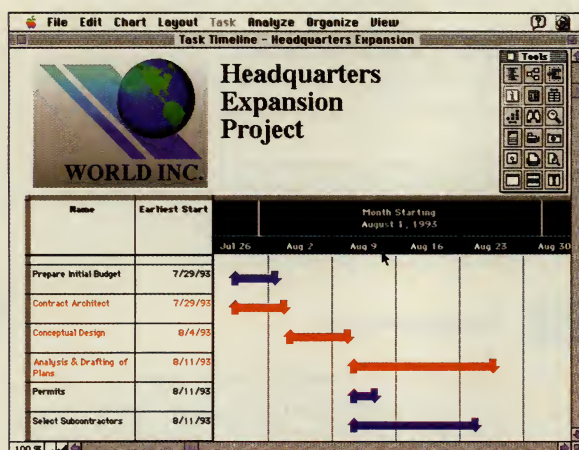 File Edit Chart Layout Task Analyze Organize View
Task Timeline - Headquarters Expansion
Tools
WORLD INC.
Headquarters
Expansion
Project
Name Earliest Start
Month Starting
August 1, 1993
Jul 26 Aug 2 Aug 9 Aug 16 Aug 23 Aug 30
Prepare Initial Budget 7/29/93
Contract Architect 7/29/93
Conceptual Design 8/4/93
Analysis & Drafting of
Plans 8/11/93
Permits 8/11/93
Select Subcontractors 8/11/93
100 %